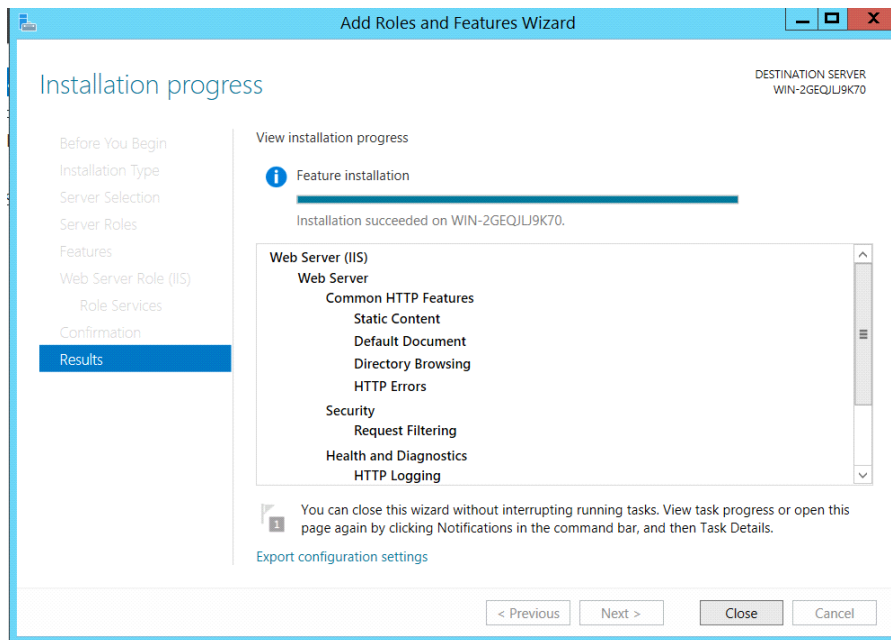 Add Roles and Features Wizard
Installation progress
DESTINATION SERVER
WIN-2GEQJLJ9K70
Before You Begin
Installation Type
Server Selection
Server Roles
Features
Web Server Role (IIS)
Role Services
Confirmation
Results
View installation progress
Feature installation
Installation succeeded on WIN-2GEQJLJ9K70.
Web Server (IIS)
Web Server
Common HTTP Features
Static Content
Default Document
Directory Browsing
HTTP Errors
Security
Request Filtering
Health and Diagnostics
HTTP Logging
1
You can close this wizard without interrupting running tasks. View task progress or open this
page again by clicking Notifications in the command bar, and then Task Details.
Export configuration settings
< Previous
Next >
Close
Cancel